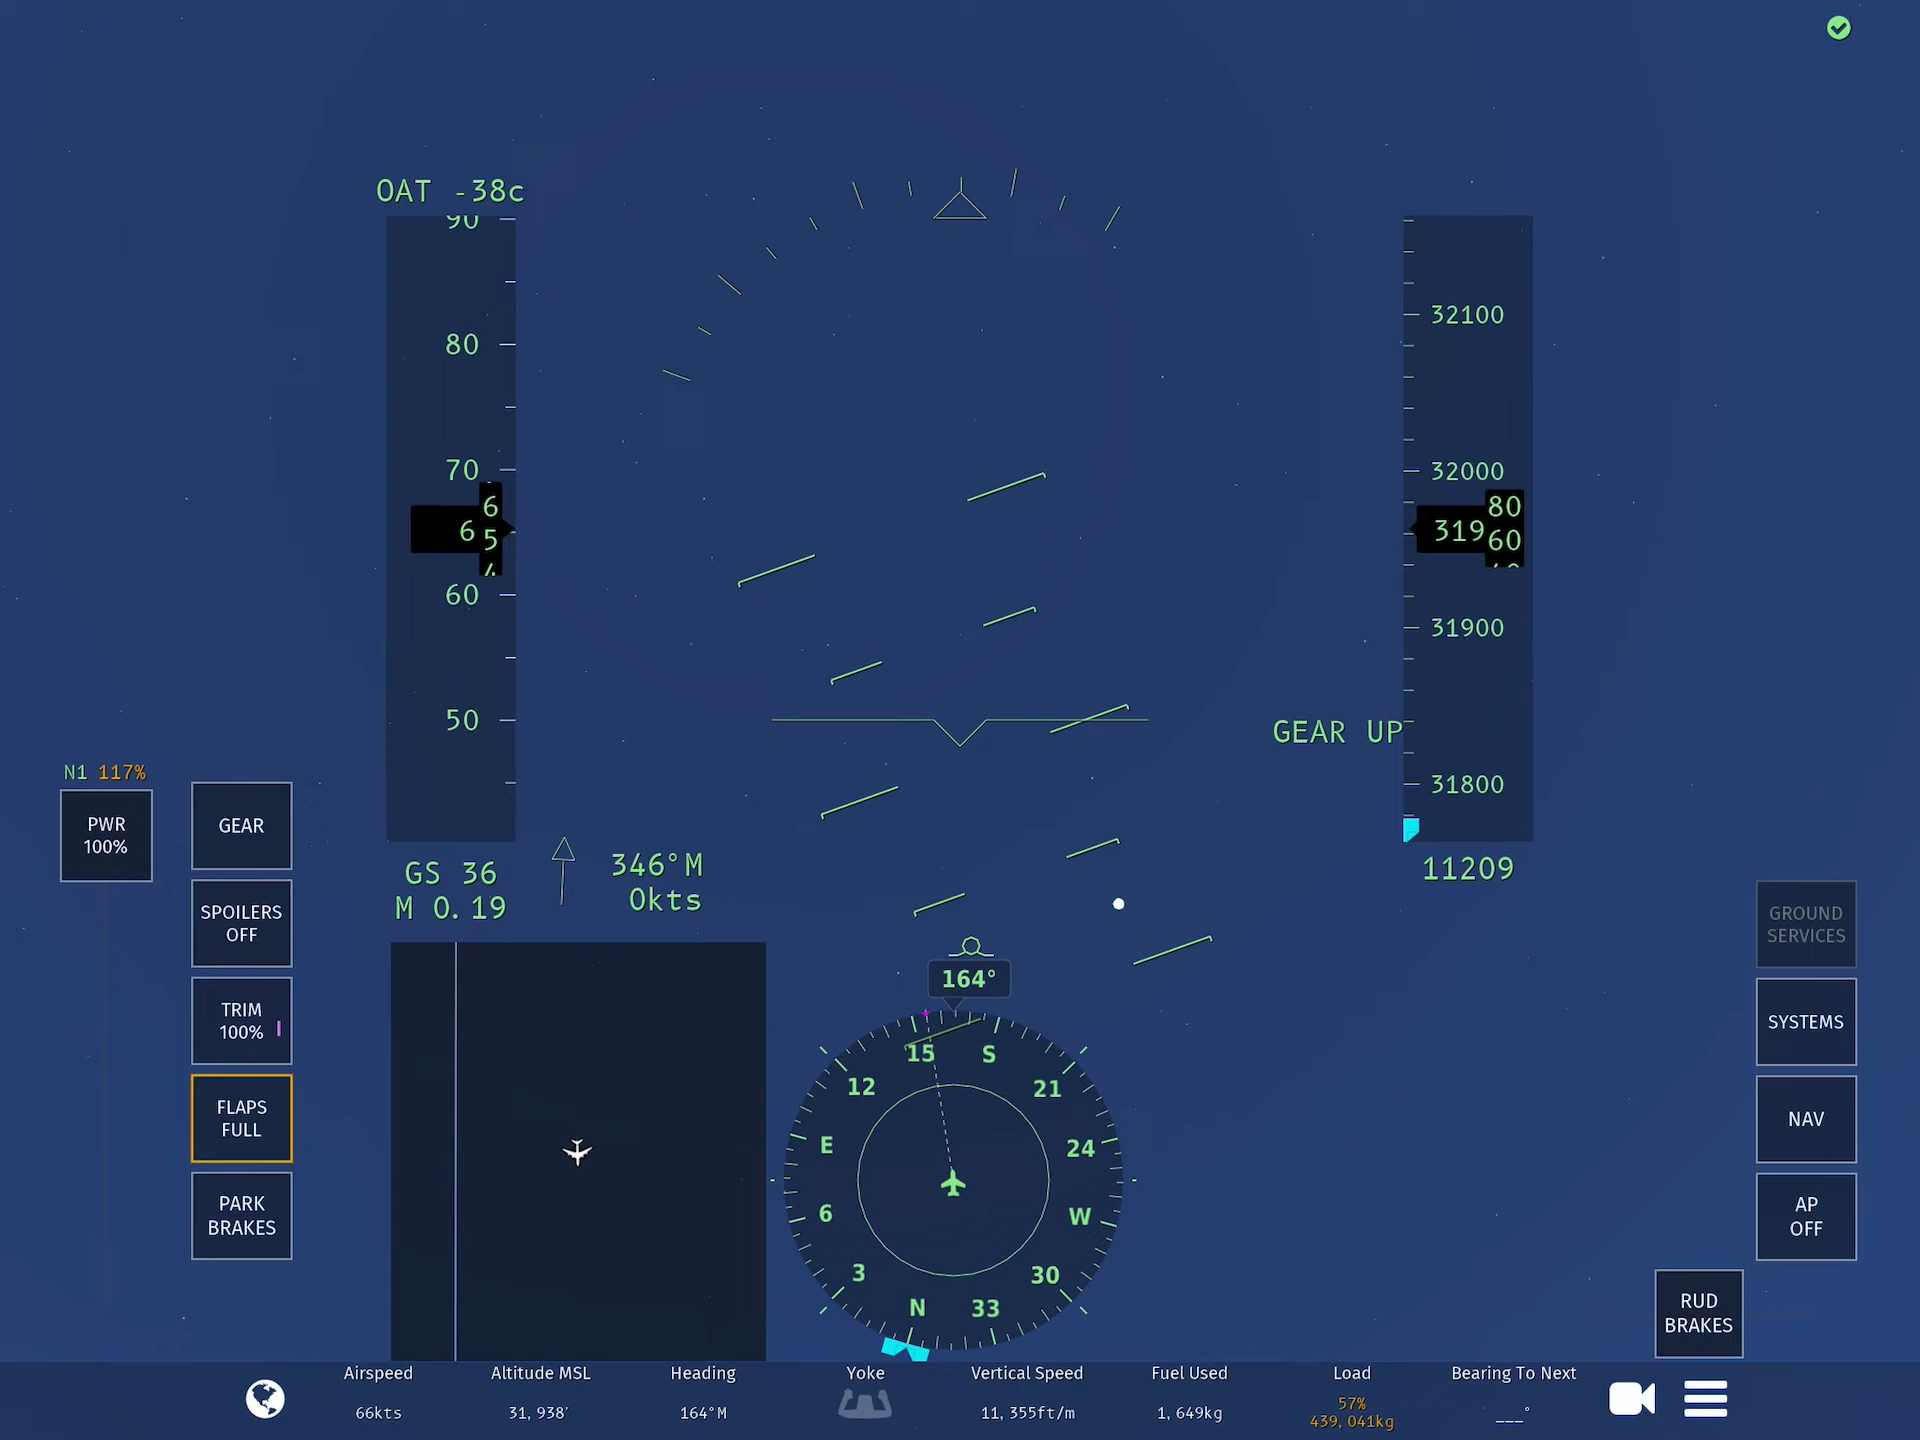 OAT -38c
90
80
70
6
6 5
4
60
50
32100
32000
80
319 60
31900
31800
GEAR UP
11209
N1 117%
PWR
100%
GEAR
SPOILERS
OFF
TRIM
100%
FLAPS
FULL
PARK
BRAKES
GS 36
M 0.19
346°M
0kts
164°
15
S
12
21
E
24
6
W
3
30
N
33
GROUND
SERVICES
SYSTEMS
NAV
AP
OFF
RUD
BRAKES
Airspeed
66kts
Altitude MSL
31,938'
Heading
164°M
Yoke
Vertical Speed
11,355ft/m
Fuel Used
1,649kg
Load
57%
439,041kg
Bearing To Next
___°